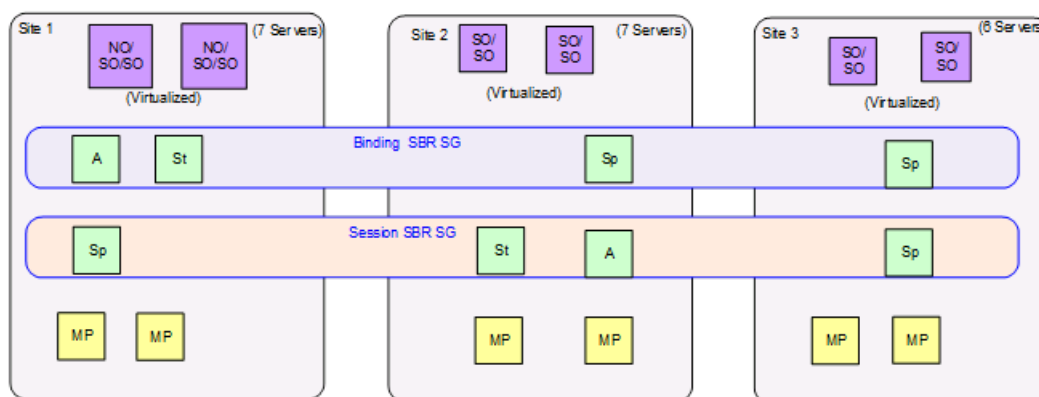 Site 1
NO/
SO/SO
NO/
SO/SO
(7 Servers)
(Virtualized)
Site 2
SO/
SO
SO/
SO
(7 Servers)
(Virtualized)
Site 3
SO/
SO
SO/
SO
(6 Servers)
(Virtualized)
Binding SBR SG
A
St
Sp
Sp
Session SBR SG
Sp
St
A
Sp
MP
MP
MP
MP
MP
MP